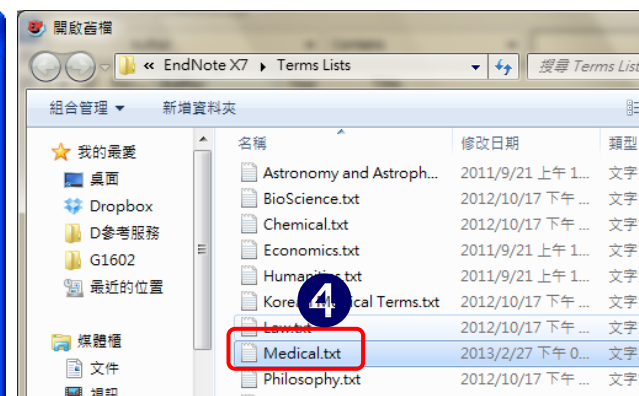 開啟舊檔
« EndNote X7 ▸ Terms Lists
搜尋 Terms List
組合管理 ▼ 新增資料夾
我的最愛
桌面
Dropbox
D參考服務
G1602
最近的位置
媒體櫃
文件
視訊
名稱 修改日期 類型
Astronomy and Astroph... 2011/9/21 上午 1... 文字
BioScience.txt 2012/10/17 下午 ... 文字
Chemical.txt 2012/10/17 下午 ... 文字
Economics.txt 2011/9/21 上午 1... 文字
Humanities.txt 2011/9/21 上午 1... 文字
Korean Medical Terms.txt 2012/10/17 下午 ... 文字
Law.txt 2012/10/17 下午 ... 文字
Medical.txt 2013/2/27 下午 0... 文字
Philosophy.txt 2012/10/17 下午 ... 文字
4